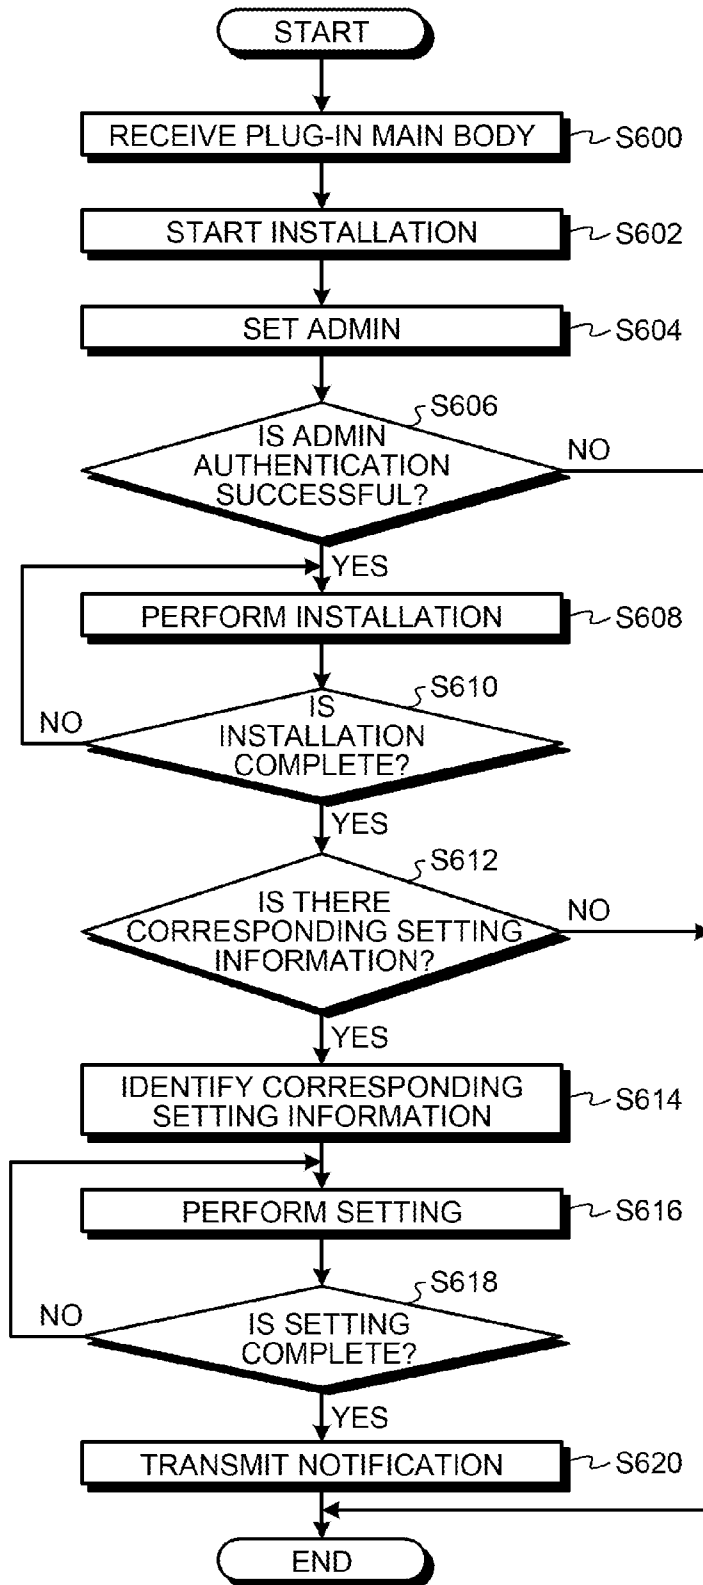 START
RECEIVE PLUG-IN MAIN BODY
S600
START INSTALLATION
S602
SET ADMIN
S604
S606
IS ADMIN
AUTHENTICATION
SUCCESSFUL?
NO
YES
PERFORM INSTALLATION
S608
S610
NO
IS
INSTALLATION
COMPLETE?
YES
S612
IS THERE
CORRESPONDING SETTING
INFORMATION?
NO
YES
IDENTIFY CORRESPONDING
SETTING INFORMATION
S614
PERFORM SETTING
S616
S618
NO
IS SETTING
COMPLETE?
YES
TRANSMIT NOTIFICATION
S620
END